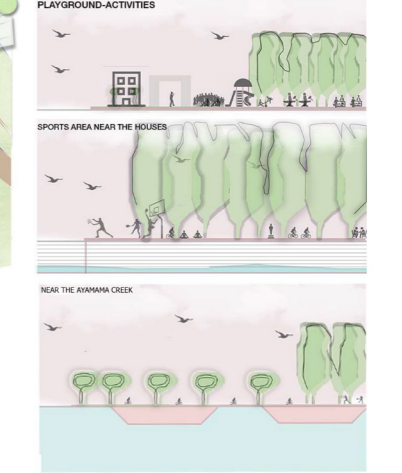 PLAYGROUND-ACTIVITIES
SPORTS AREA NEAR THE HOUSES
NEAR THE AYAMAMA CREEK